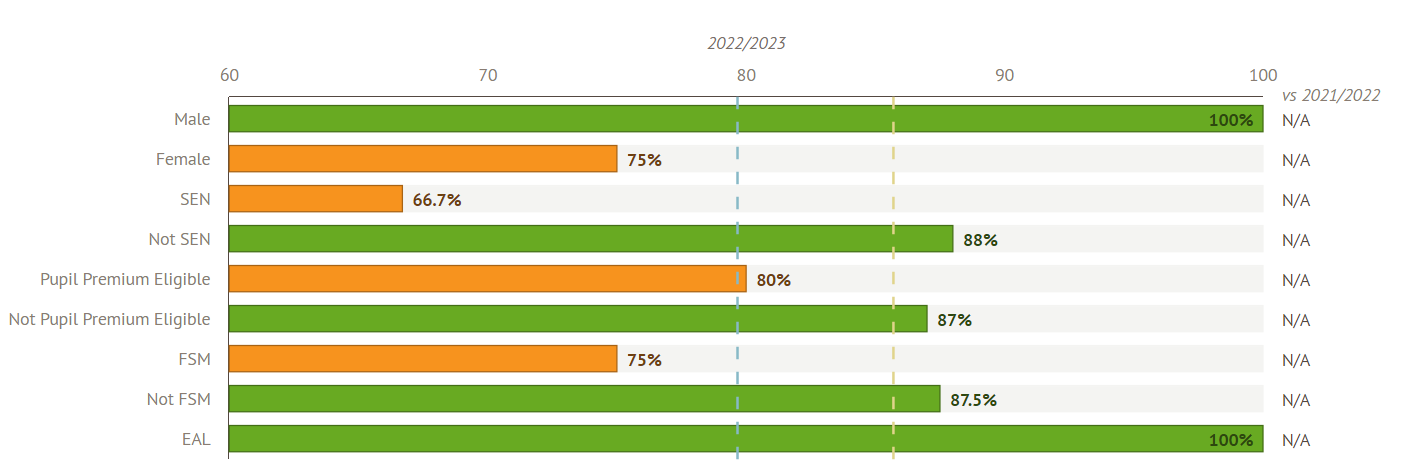 2022/2023
60 70 80 90 100
vs 2021/2022
Male 100% N/A
Female 75% N/A
SEN 66.7% N/A
Not SEN 88% N/A
Pupil Premium Eligible 80% N/A
Not Pupil Premium Eligible 87% N/A
FSM 75% N/A
Not FSM 87.5% N/A
EAL 100% N/A